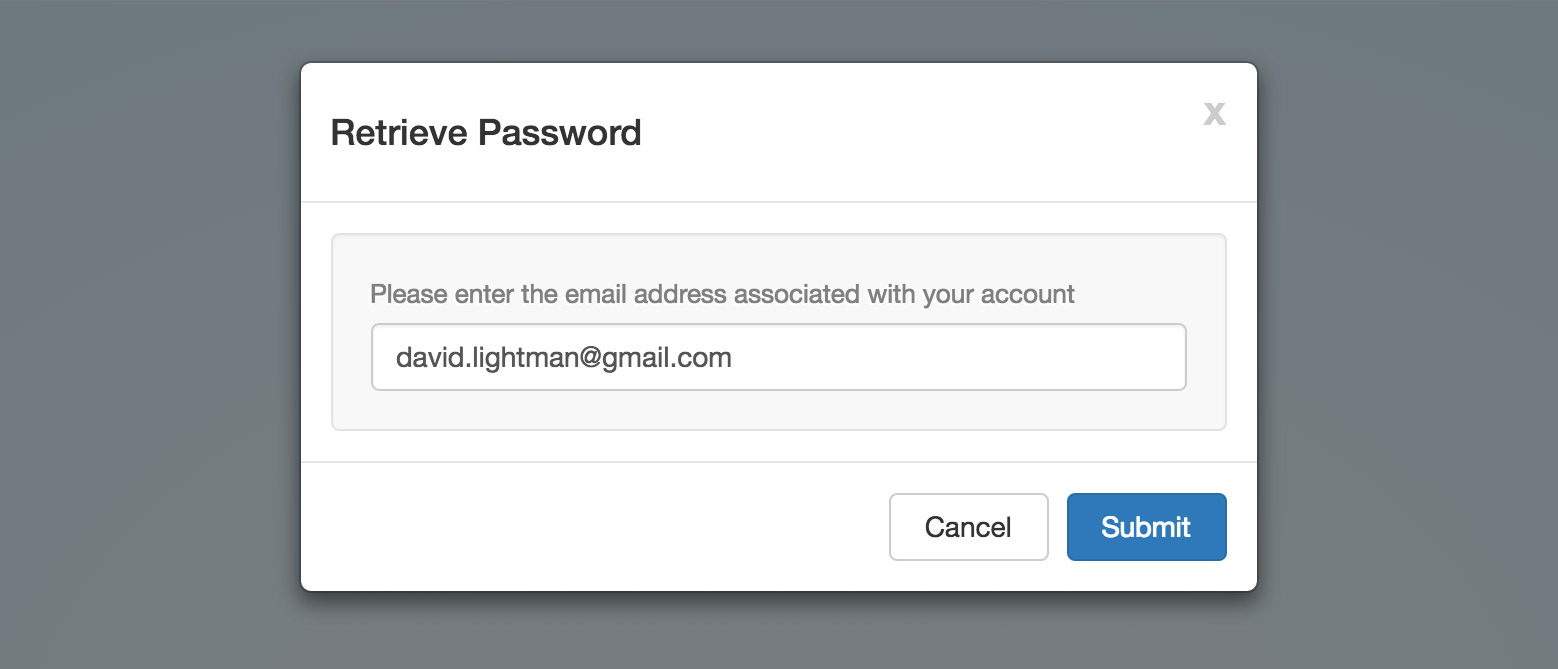 Retrieve Password
x
Please enter the email address associated with your account
david.lightman@gmail.com
Cancel Submit